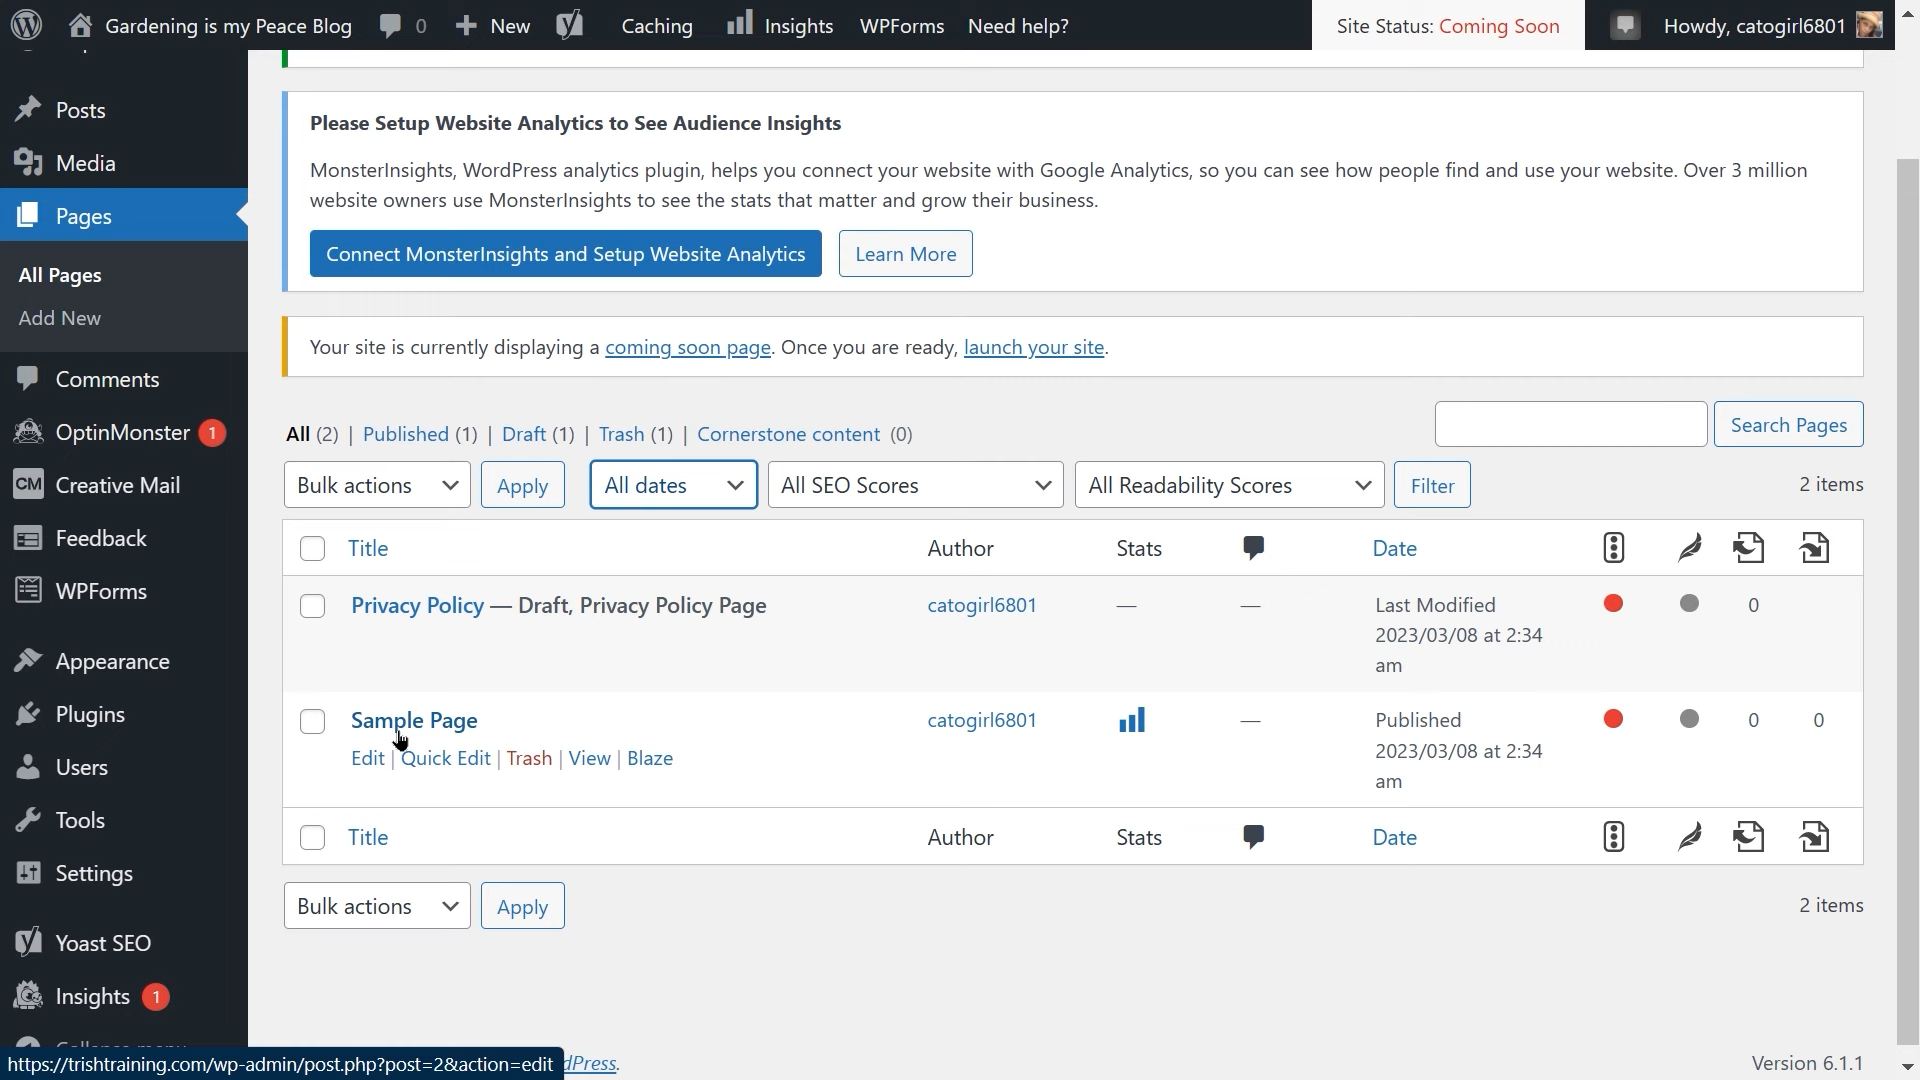 Gardening is my Peace Blog 0 New Caching Insights WPForms Need help? Site Status: Coming Soon Howdy, catogirl6801
Posts
Media
Pages
All Pages
Add New
Comments
OptinMonster 1
CM Creative Mail
Feedback
WPForms
Appearance
Plugins
Users
Tools
Settings
Yoast SEO
Insights 1
Collapse menu
Please Setup Website Analytics to See Audience Insights
MonsterInsights, WordPress analytics plugin, helps you connect your website with Google Analytics, so you can see how people find and use your website. Over 3 million
website owners use MonsterInsights to see the stats that matter and grow their business.
Connect MonsterInsights and Setup Website Analytics Learn More
Your site is currently displaying a coming soon page. Once you are ready, launch your site.
All (2) | Published (1) | Draft (1) | Trash (1) | Cornerstone content (0)
Search Pages
Bulk actions Apply All dates All SEO Scores All Readability Scores Filter 2 items
Title Author Stats Date
Privacy Policy — Draft, Privacy Policy Page catogirl6801 — — Last Modified 0
2023/03/08 at 2:34
am
Sample Page catogirl6801 — Published 0 0
Edit | Quick Edit | Trash | View | Blaze 2023/03/08 at 2:34
am
Title Author Stats Date
Bulk actions Apply 2 items
https://trishtraining.com/wp-admin/post.php?post=2&action=edit dPress. Version 6.1.1